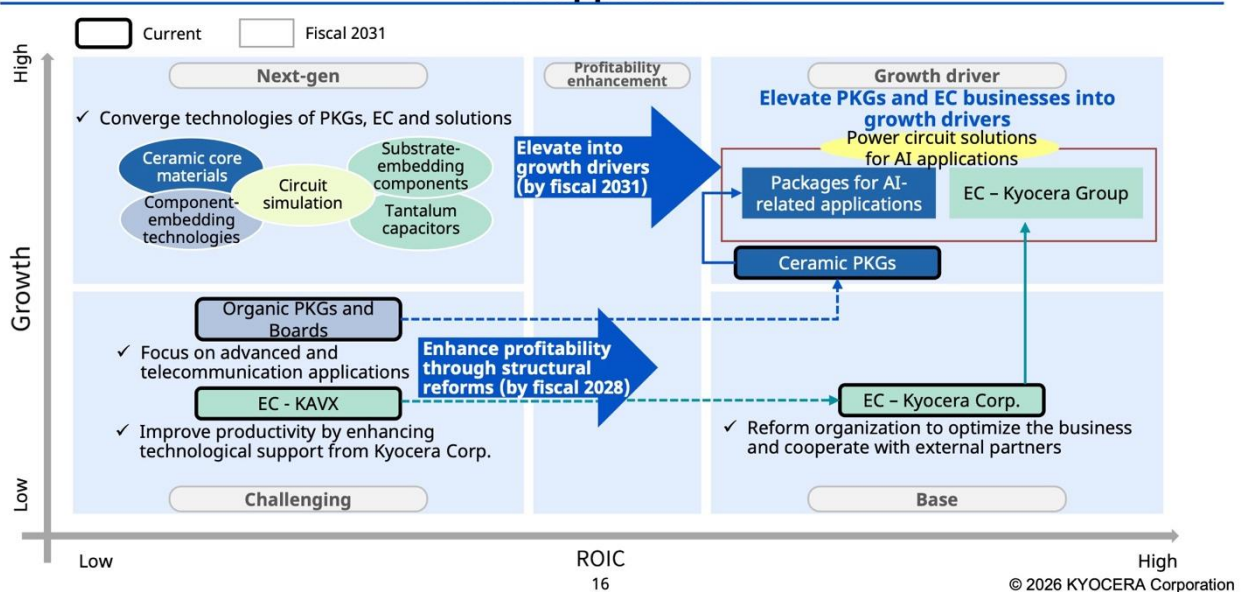 Current
Fiscal 2031
High
Next-gen
Profitability
enhancement
Growth driver
Elevate PKGs and EC businesses into
growth drivers
✓ Converge technologies of PKGs, EC and solutions
Ceramic core
materials
Component-
embedding
technologies
Circuit
simulation
Substrate-
embedding
components
Tantalum
capacitors
Elevate into
growth drivers
(by fiscal 2031)
Power circuit solutions
for AI applications
Packages for AI-
related applications
EC – Kyocera Group
Ceramic PKGs
Growth
Organic PKGs and
Boards
✓ Focus on advanced and
telecommunication applications
Enhance profitability
through structural
reforms (by fiscal 2028)
EC - KAVX
✓ Improve productivity by enhancing
technological support from Kyocera Corp.
EC – Kyocera Corp.
✓ Reform organization to optimize the business
and cooperate with external partners
Low
Challenging
Base
Low
ROIC
High
16
© 2026 KYOCERA Corporation